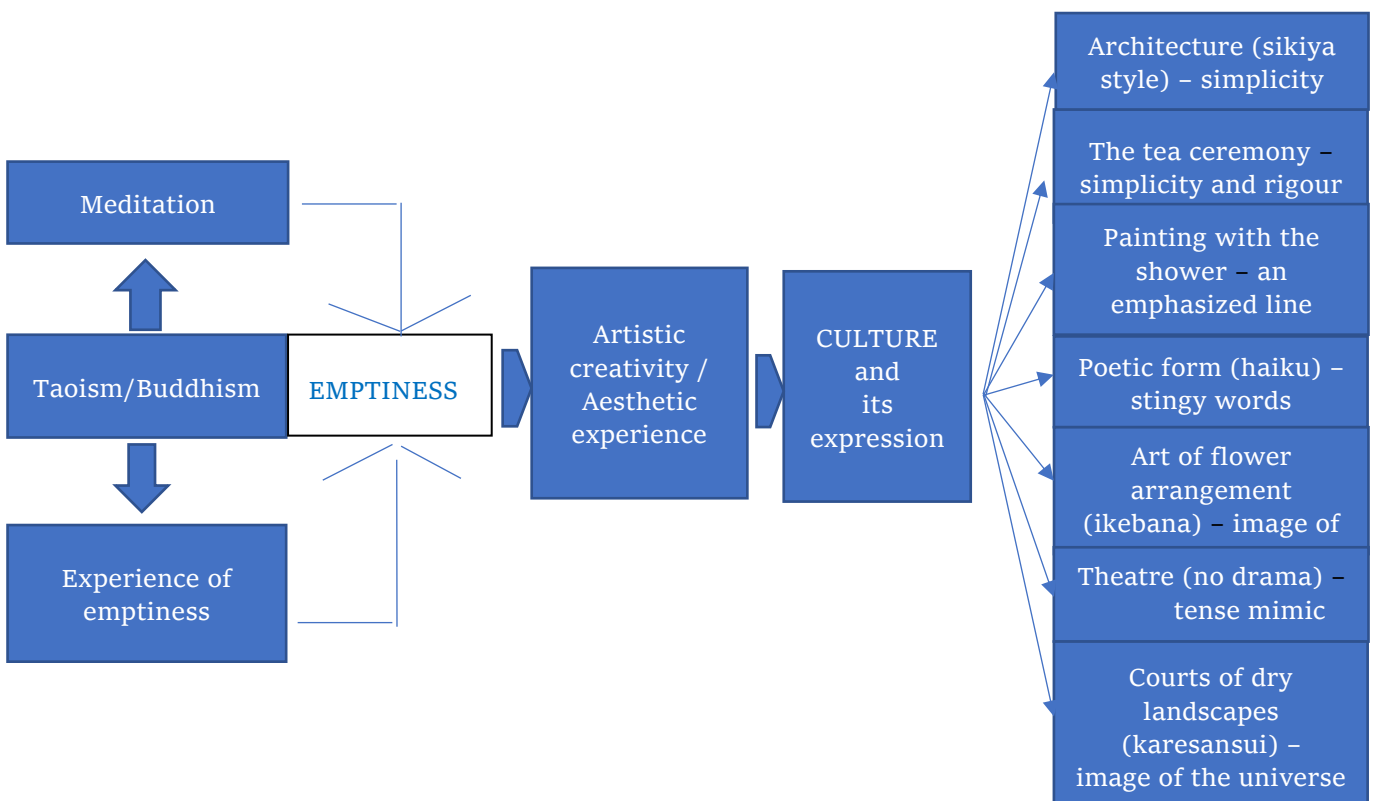 Meditation
Taoism/Buddhism
EMPTINESS
Experience of
emptiness
Artistic
creativity /
Aesthetic
experience
CULTURE
and
its
expression
Architecture (sikiya
style) – simplicity
The tea ceremony –
simplicity and rigour
Painting with the
shower – an
emphasized line
Poetic form (haiku) –
stingy words
Art of flower
arrangement
(ikebana) – image of
Theatre (no drama) –
tense mimic
Courts of dry
landscapes
(karesansui) –
image of the universe